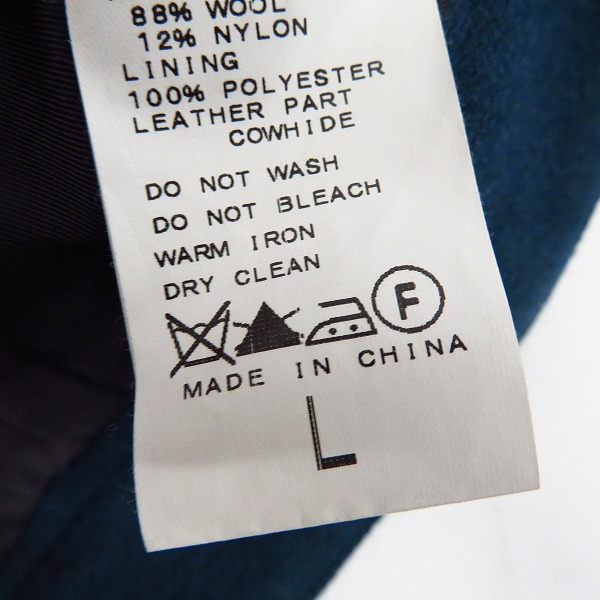 88% WOOL
12% NYLON
LINING
100% POLYESTER
LEATHER PART
COWHIDE
DO NOT WASH
DO NOT BLEACH
WARM IRON
DRY CLEAN
F
MADE IN CHINA
L